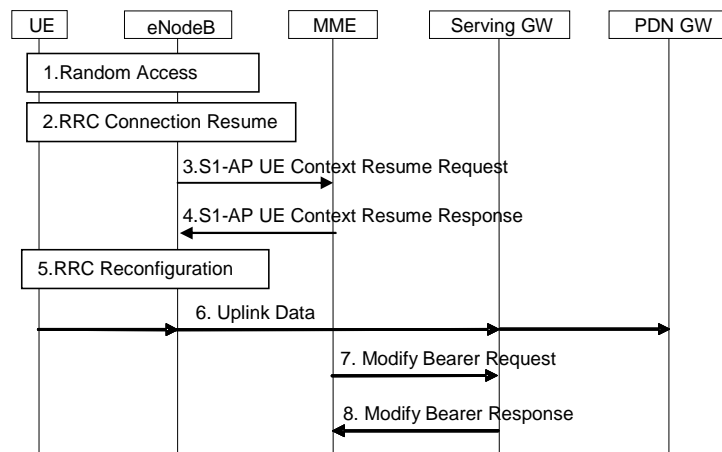 UE eNodeB MME Serving GW PDN GW
1.Random Access
2.RRC Connection Resume
3.S1-AP UE Context Resume Request
4.S1-AP UE Context Resume Response
5.RRC Reconfiguration
6. Uplink Data
7. Modify Bearer Request
8. Modify Bearer Response